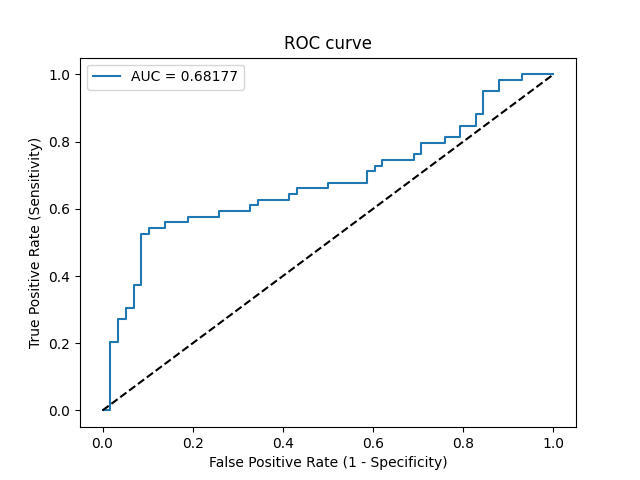 ROC curve
AUC = 0.68177
True Positive Rate (Sensitivity)
1.0
0.8
0.6
0.4
0.2
0.0
0.0 0.2 0.4 0.6 0.8 1.0
False Positive Rate (1 - Specificity)